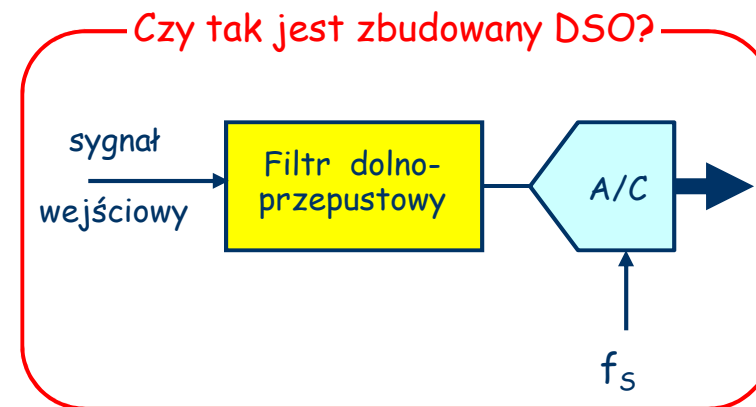 Czy tak jest zbudowany DSO?
sygnał
wejściowy
Filtr dolno-
przepustowy
A/C
fS